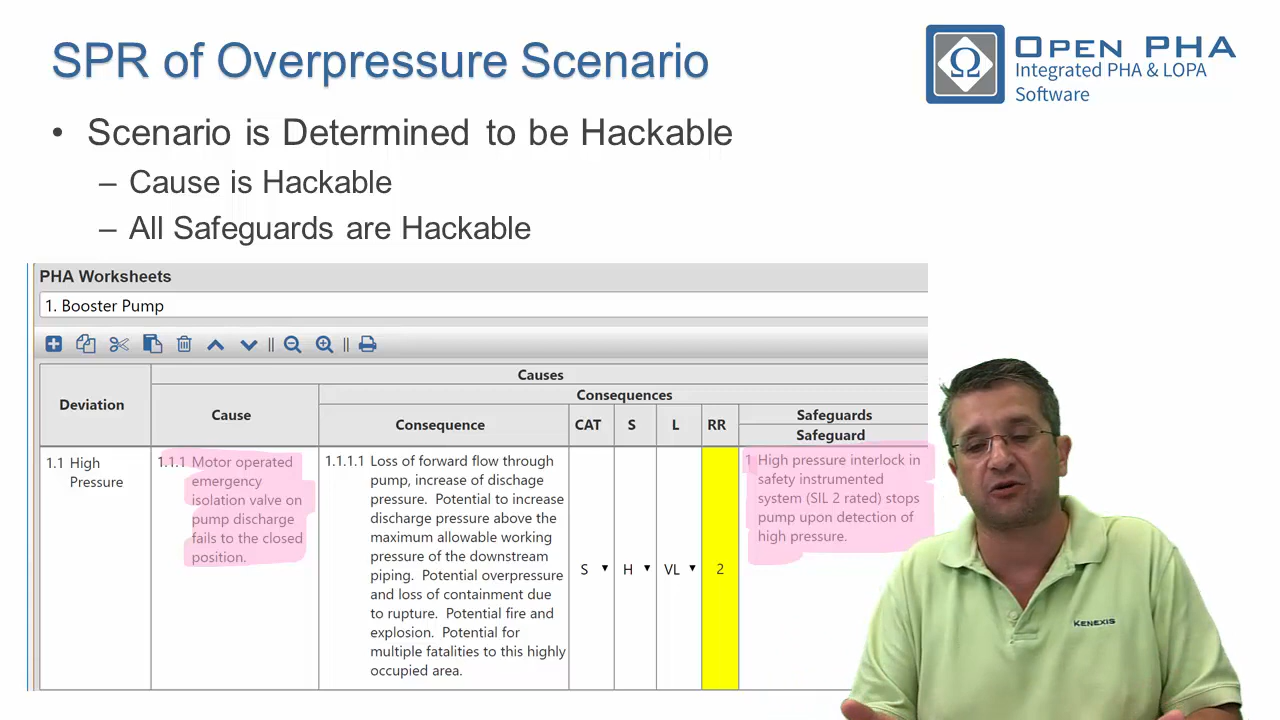 SPR of Overpressure Scenario
OPEN PHA
Integrated PHA & LOPA
Software
• Scenario is Determined to be Hackable
– Cause is Hackable
– All Safeguards are Hackable
PHA Worksheets
1. Booster Pump
Causes
Consequences
Deviation
Cause
Consequence
CAT
S
L
RR
Safeguards
Safeguard
1.1 High
Pressure
1.1.1 Motor operated
emergency
isolation valve on
pump discharge
fails to the closed
position.
1.1.1.1 Loss of forward flow through
pump, increase of dischage
pressure. Potential to increase
discharge pressure above the
maximum allowable working
pressure of the downstream
piping. Potential overpressure
and loss of containment due
to rupture. Potential fire and
explosion. Potential for
multiple fatalities to this highly
occupied area.
S
H
VL
2
1 High pressure interlock in
safety instrumented
system (SIL 2 rated) stops
pump upon detection of
high pressure.
KENEXIS